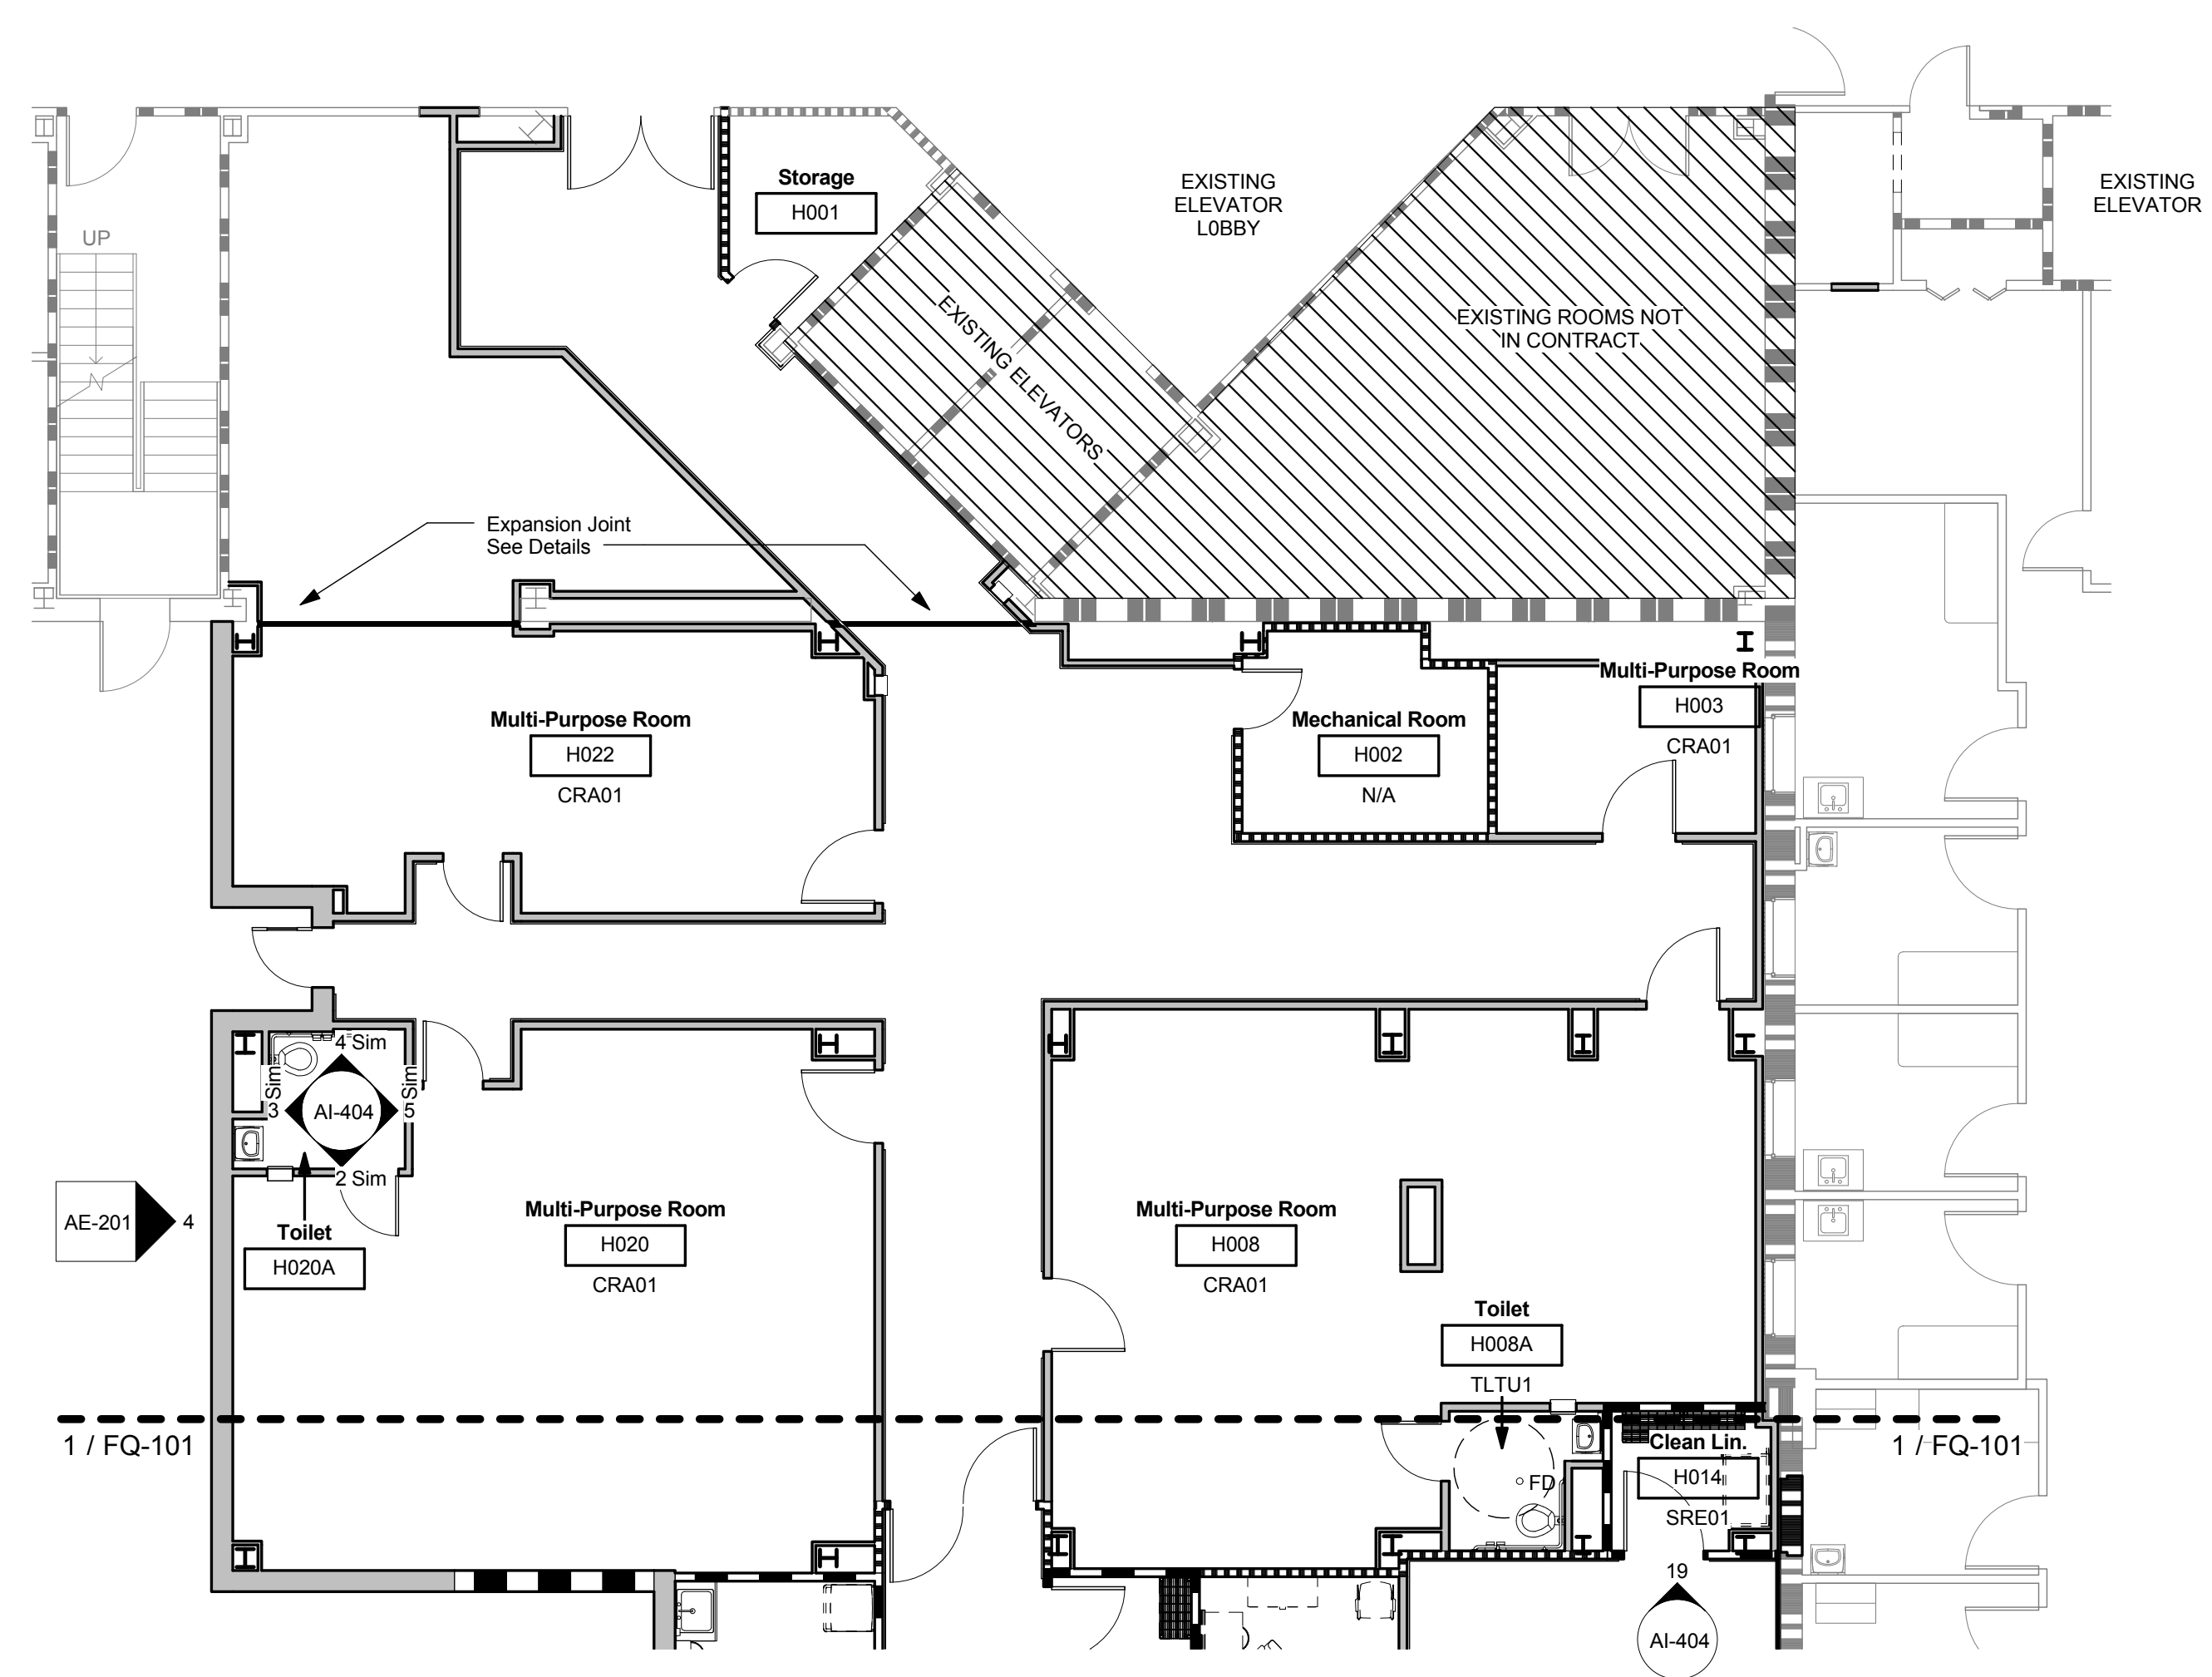 Storage
H001
EXISTING
ELEVATOR
L0BBY
EXISTING
ELEVATOR
UP
EXISTING ELEVATORS
EXISTING ROOMS NOT
IN CONTRACT
Expansion Joint
See Details
Multi-Purpose Room
H003
CRA01
Multi-Purpose Room
H022
CRA01
Mechanical Room
H002
N/A
4 Sim
3 Sim
AI-404
5 Sim
2 Sim
AE-201
4
Toilet
H020A
Multi-Purpose Room
H020
CRA01
Multi-Purpose Room
H008
CRA01
Toilet
H008A
TLTU1
1 / FQ-101
1 / FQ-101
Clean Lin.
H014
SRE01
FD
19
AI-404